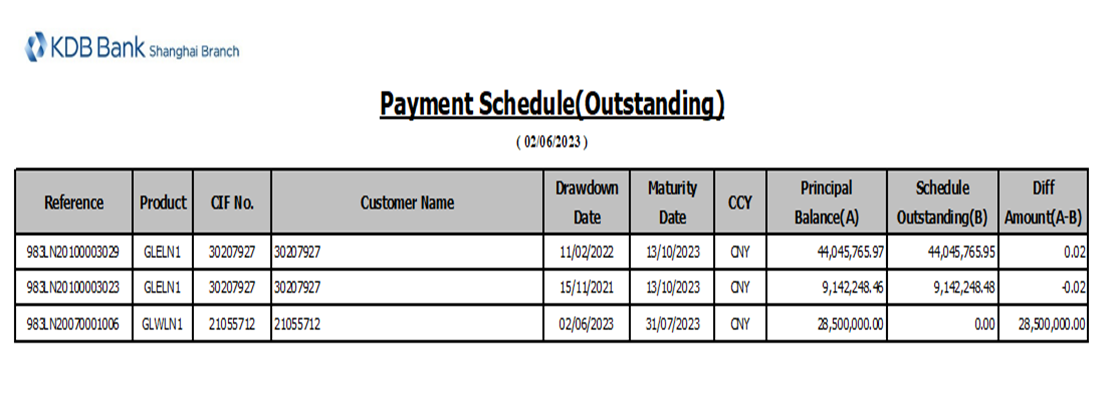 KDB Bank Shanghai Branch
Payment Schedule(Outstanding)
( 02/06/2023 )
Reference Product CIF No. Customer Name Drawdown Date Maturity Date CCY Principal Balance(A) Schedule Outstanding(B) Diff Amount(A-B)
983LN20100003029 GLELN1 30207927 30207927 11/02/2022 13/10/2023 CNY 44,045,765.97 44,045,765.95 0.02
983LN20100003023 GLELN1 30207927 30207927 15/11/2021 13/10/2023 CNY 9,142,248.46 9,142,248.48 -0.02
983LN20070001006 GLWLN1 21055712 21055712 02/06/2023 31/07/2023 CNY 28,500,000.00 0.00 28,500,000.00